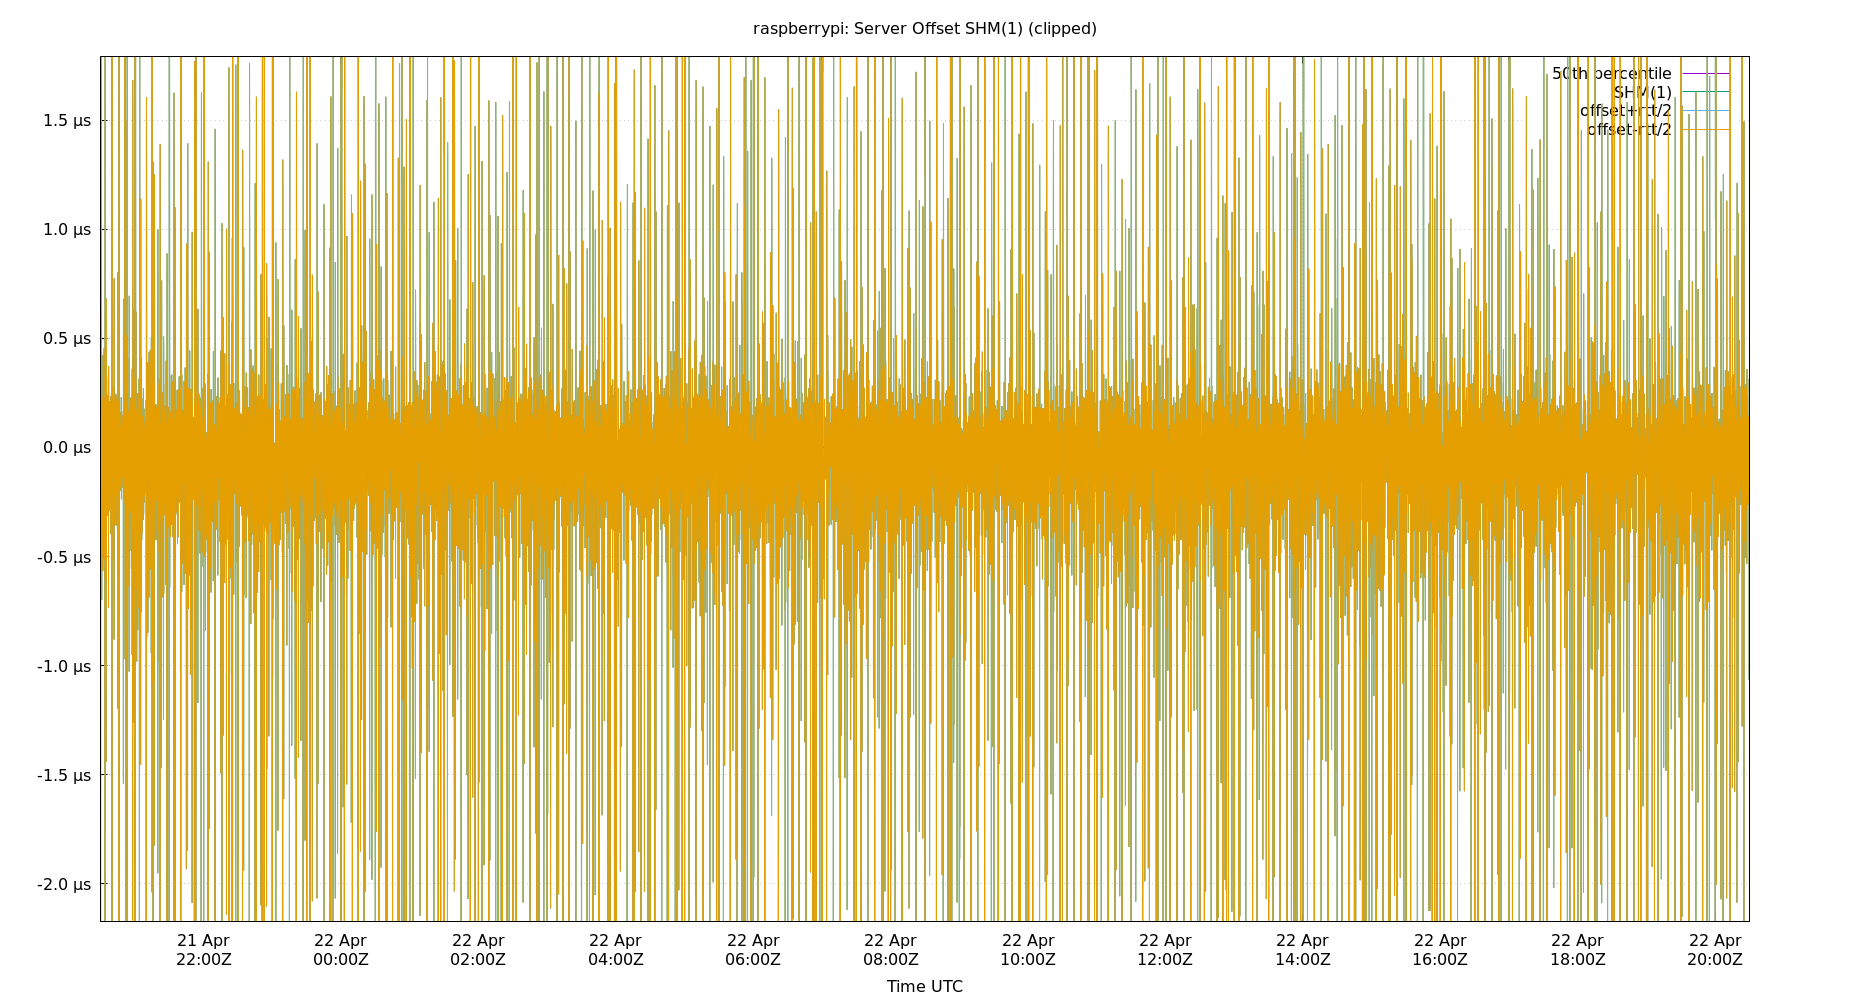 raspberrypi: Server Offset SHM(1) (clipped)
50th percentile
SHM(1)
offset+rtt/2
offset-rtt/2
1.5 µs
1.0 µs
0.5 µs
0.0 µs
-0.5 µs
-1.0 µs
-1.5 µs
-2.0 µs
21 Apr 22 Apr 22 Apr 22 Apr 22 Apr 22 Apr 22 Apr 22 Apr 22 Apr 22 Apr 22 Apr 22 Apr
22:00Z 00:00Z 02:00Z 04:00Z 06:00Z 08:00Z 10:00Z 12:00Z 14:00Z 16:00Z 18:00Z 20:00Z
Time UTC